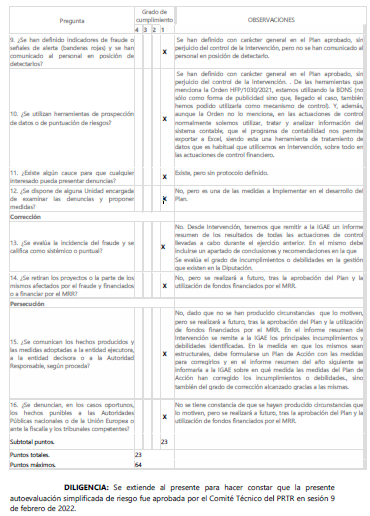 Pregunta
Grado de
cumplimiento
4 3 2 1
OBSERVACIONES
9. ¿Se han definido indicadores de fraude o
señales de alerta (banderas rojas) y se han
comunicado al personal en posición de
detectarlos?
X
Se han definido con carácter general en el Plan aprobado, sin
perjuicio del control de la Intervención, pero no se han comunicado al
personal en posición de detectarlo.
10. ¿Se utilizan herramientas de prospección
de datos o de puntuación de riesgos?
X
Se han definido con carácter general en el Plan aprobado, sin
perjuicio del control de la Intervención. . De las herramientas que
menciona la Orden HFP/1030/2021, estamos utilizando la BDNS (no
sólo como forma de publicidad sino que, llegado el caso, también
hemos podido utilizarla como mecanismo de control). Y, además,
aunque la Orden no lo menciona, en las actuaciones de control
normalmente solemos utilizar, tratar y analizar información del
sistema contable, que el programa de contabilidad nos permite
exportar a Excel, siendo esta una herramienta de tratamiento de
datos que es habitual que utilicemos en Intervención, sobre todo en
las actuaciones de control financiero.
11. ¿Existe algún cauce para que cualquier
interesado pueda presentar denuncias?
X
Existe, pero sin protocolo definido.
12. ¿Se dispone de alguna Unidad encargada
de examinar las denuncias y proponer
medidas?
X
No, pero es una de las medidas a implementar en el desarrollo del
Plan.
Corrección
13. ¿Se evalúa la incidencia del fraude y se
califica como sistémico o puntual?
X
No. Desde Intervención, tenemos que remitir a la IGAE un informe
resumen de los resultados de todas las actuaciones de control
llevadas a cabo durante el ejercicio anterior. En el mismo debe
incluirse un apartado de conclusiones y recomendaciones en la que
Se evalúa el grado de incumplimientos o debilidades en la gestión
que existen en la Diputación.
14. ¿Se retiran los proyectos o la parte de los
mismos afectados por el fraude y financiados
o a financiar por el MRR?
X
No, pero se realizará a futuro, tras la aprobación del Plan y la
utilización de fondos financiados por el MRR.
Persecución
15. ¿Se comunican los hechos producidos y
las medidas adoptadas a la entidad ejecutora,
a la entidad decisora o a la Autoridad
Responsable, según proceda?
X
No, dado que no se han producido circunstancias que lo motiven,
pero se realizará a futuro, tras la aprobación del Plan y la utilización
de fondos financiados por el MRR. En el informe resumen de
Intervención se remite a la IGAE los principales incumplimientos y
debilidades identificadas. En la medida en que los mismos sean
estructurales, debe formularse un Plan de Acción con las medidas
para corregirlos y en el informe resumen del año siguiente se
informaría a la IGAE sobre en qué medida las medidas del Plan de
Acción han corregido los incumplimientos o debilidades, sino
también del grado de corrección alcanzado gracias a las mismas.
16. ¿Se denuncian, en los casos oportunos,
los hechos punibles a las Autoridades
Públicas nacionales o de la Unión Europea o
ante la fiscalía y los tribunales competentes?
X
No se tiene constancia de que se hayan producido circunstancias que
lo motiven, pero se realizará a futuro, tras la aprobación del Plan y la
utilización de fondos financiados por el MRR.
Subtotal puntos.
23
Puntos totales.
23
Puntos máximos.
64
DILIGENCIA: Se extiende al presente para hacer constar que la presente
autoevaluación simplificada de riesgo fue aprobada por el Comité Técnico del PRTR en sesión 9
de febrero de 2022.